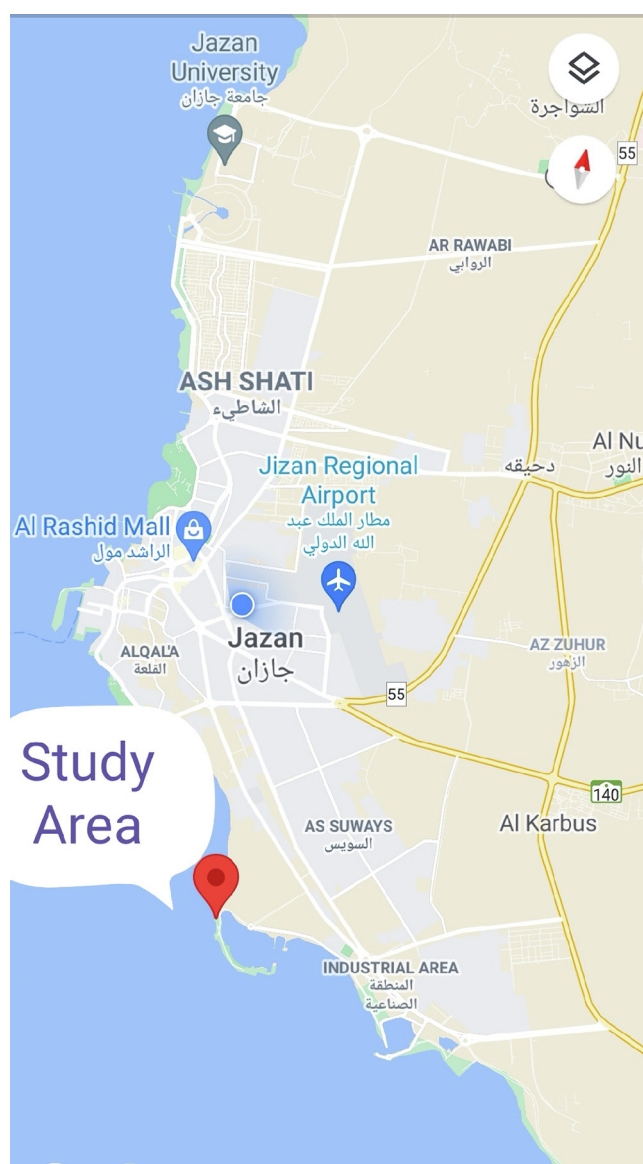 Jazan
University
جامعة جازان
الشواجرة
55
AR RAWABI
الروابي
ASH SHATI
الشاطيء
Jizan Regional
Airport
مطار الملك عبد
الله الدولي
دحيقه
Al Nu
النور
Al Rashid Mall
الراشد مول
Jazan
جازان
ALQAL'A
القلعة
AZ ZUHUR
الزهور
55
Study
Area
140
AS SUWAYS
السويس
Al Karbus
INDUSTRIAL AREA
المنطقة
الصناعية